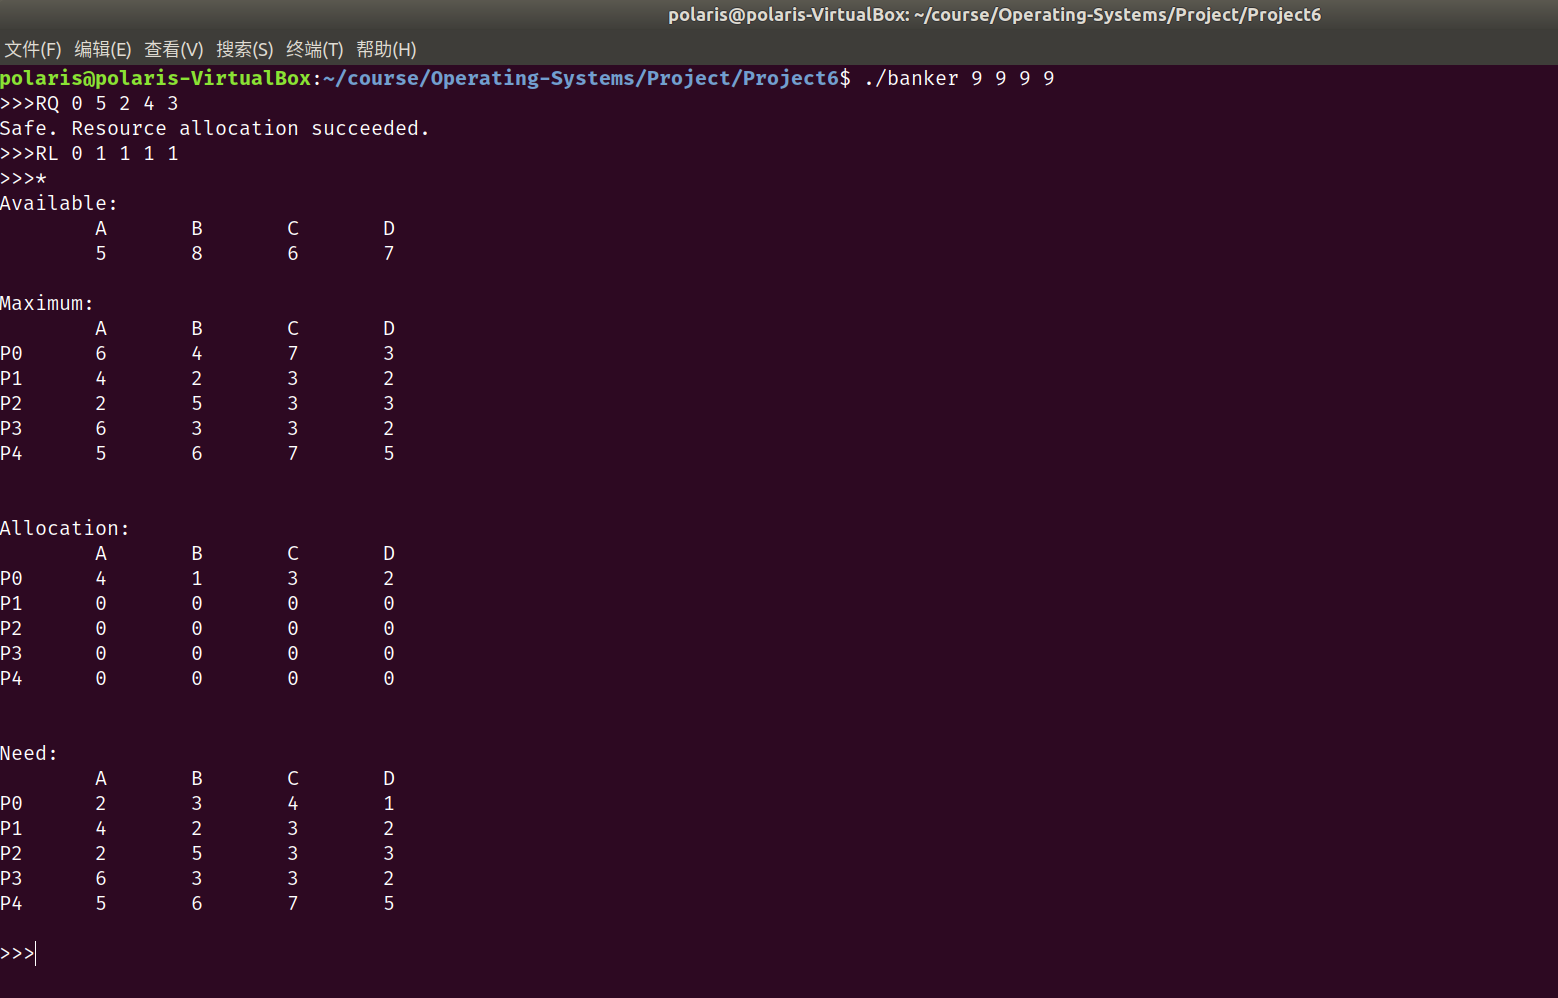 polaris@polaris-VirtualBox: ~/course/Operating-Systems/Project/Project6
文件(F) 编辑(E) 查看(V) 搜索(S) 终端(T) 帮助(H)
polaris@polaris-VirtualBox:~/course/Operating-Systems/Project/Project6$ ./banker 9 9 9 9
>>>RQ 0 5 2 4 3
Safe. Resource allocation succeeded.
>>>RL 0 1 1 1 1
>>>*
Available:
A B C D
5 8 6 7
Maximum:
A B C D
P0 6 4 7 3
P1 4 2 3 2
P2 2 5 3 3
P3 6 3 3 2
P4 5 6 7 5
Allocation:
A B C D
P0 4 1 3 2
P1 0 0 0 0
P2 0 0 0 0
P3 0 0 0 0
P4 0 0 0 0
Need:
A B C D
P0 2 3 4 1
P1 4 2 3 2
P2 2 5 3 3
P3 6 3 3 2
P4 5 6 7 5
>>>